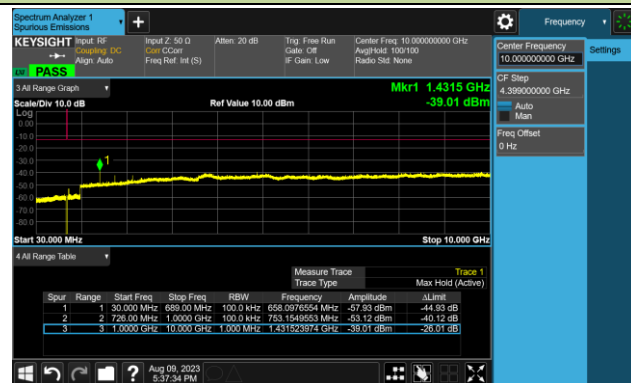 Spectrum Analyzer 1
Spurious Emissions
+
Frequency
KEYSIGHT Input: RF Input Z: 50 Ω Atten: 20 dB Trig: Free Run Center Freq: 10.000000000 GHz
Coupling: DC Corr CCorr Gate: Off Avg|Hold: 100/100
Align: Auto Freq Ref: Int (S) IF Gain: Low Radio Std: None
PASS
Center Frequency
10.000000000 GHz
Settings
CF Step
4.399000000 GHz
Auto
Man
Freq Offset
0 Hz
3 All Range Graph
Mkr1 1.4315 GHz
Scale/Div 10.0 dB Ref Value 10.00 dBm -39.01 dBm
Log
0.00
-10.0
-20.0
-30.0
-40.0
-50.0
-60.0
-70.0
-80.0
1
Start 30.000 MHz Stop 10.000 GHz
4 All Range Table
Measure Trace Trace 1
Trace Type Max Hold (Active)
Spur Range Start Freq Stop Freq RBW Frequency Amplitude ΔLimit
1 1 30.000 MHz 689.00 MHz 100.0 kHz 658.0976554 MHz -57.93 dBm -44.93 dB
2 2 726.00 MHz 1.0000 GHz 100.0 kHz 753.1549553 MHz -53.12 dBm -40.12 dB
3 3 1.0000 GHz 10.000 GHz 1.000 MHz 1.431523974 GHz -39.01 dBm -26.01 dB
? Aug 09, 2023
5:37:34 PM